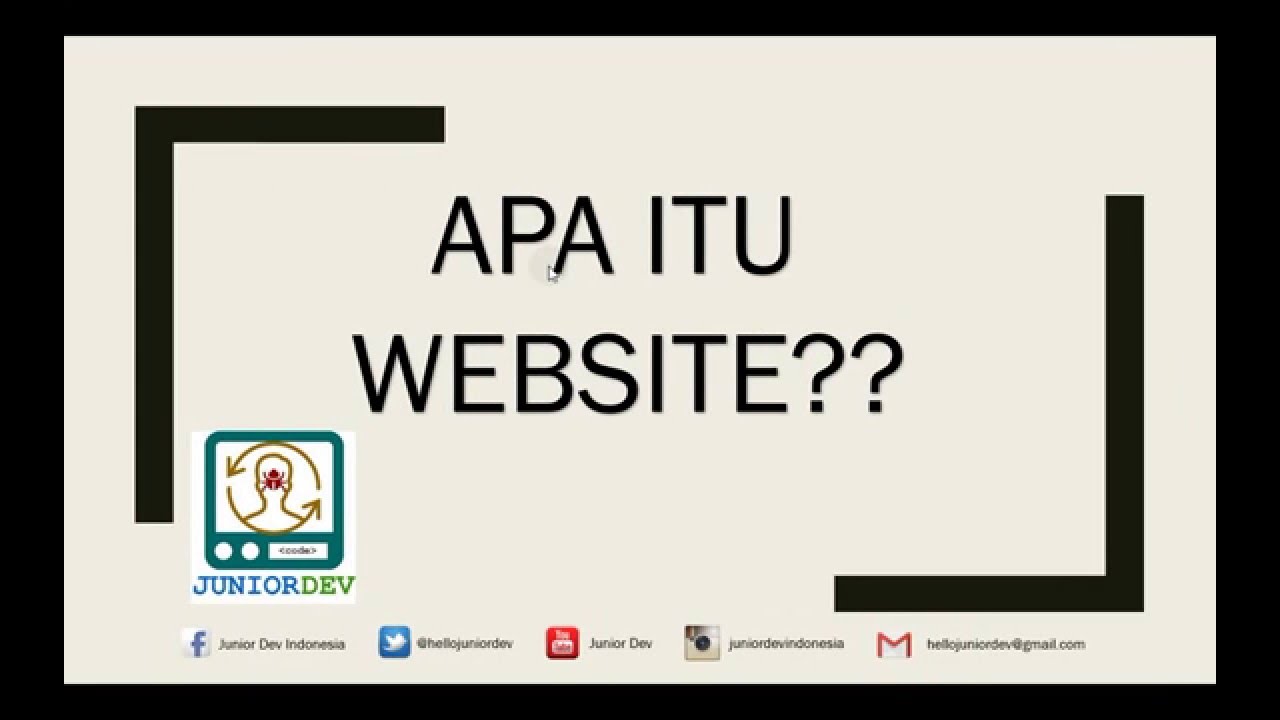 APA ITU
WEBSITE??
<code>
JUNIORDEV
Junior Dev Indonesia
@hellojuniordev
You
Tube
Junior Dev
juniordevindonesia
hellojuniordev@gmail.com